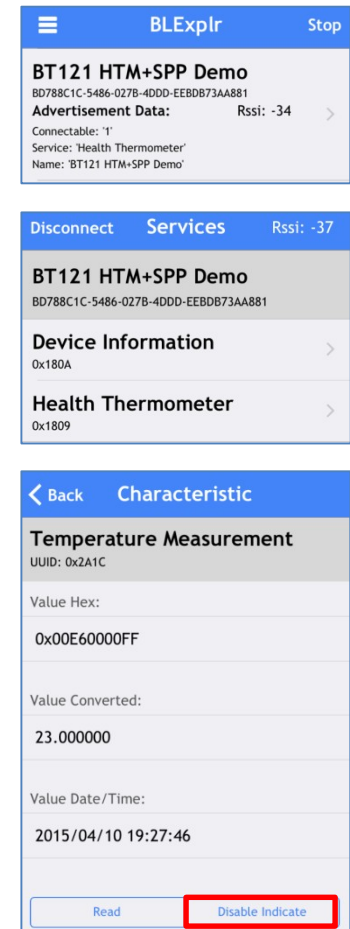 BLExplr Stop
BT121 HTM+SPP Demo
BD788C1C-5486-027B-4DDD-EEBDB73AA881
Advertisement Data: Rssi: -34
Connectable: '1'
Service: 'Health Thermometer'
Name: 'BT121 HTM+SPP Demo'
Disconnect Services Rssi: -37
BT121 HTM+SPP Demo
BD788C1C-5486-027B-4DDD-EEBDB73AA881
Device Information
0x180A
Health Thermometer
0x1809
Back Characteristic
Temperature Measurement
UUID: 0x2A1C
Value Hex:
0x00E60000FF
Value Converted:
23.000000
Value Date/Time:
2015/04/10 19:27:46
Read Disable Indicate